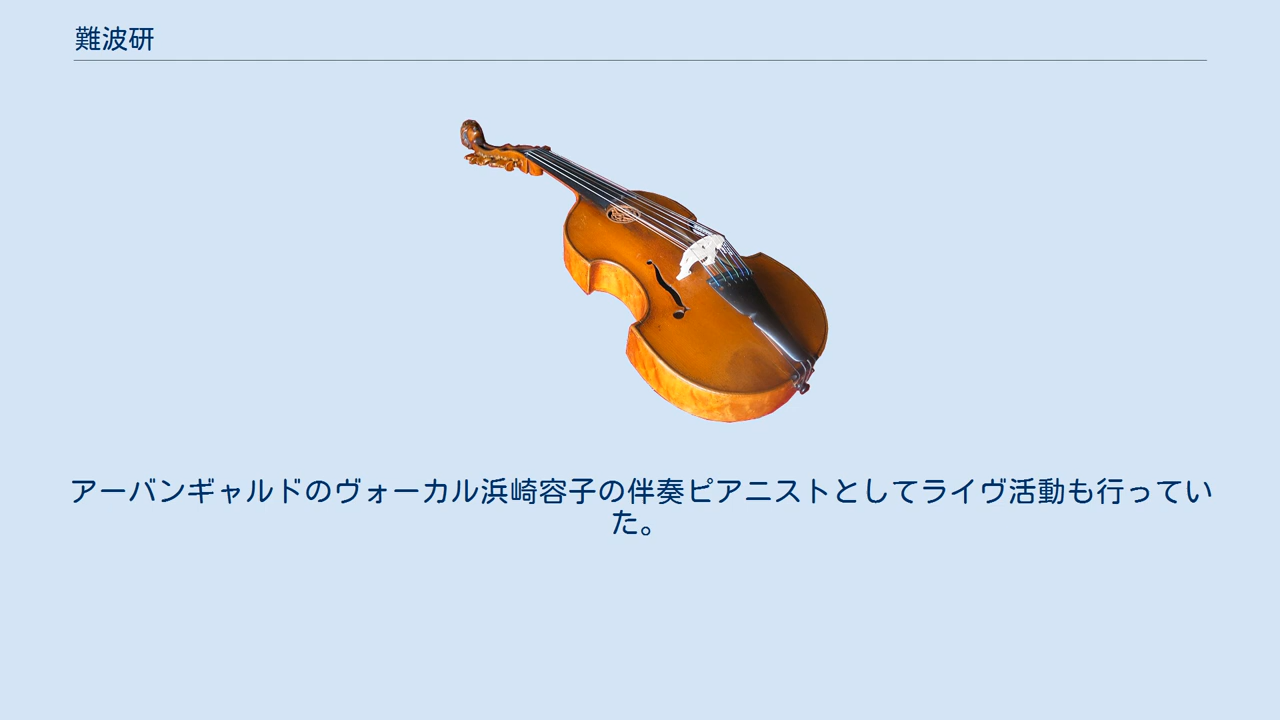 難波研
アーバンギャルドのヴォーカル浜崎容子の伴奏ピアニストとしてライヴ活動も行ってい
た。